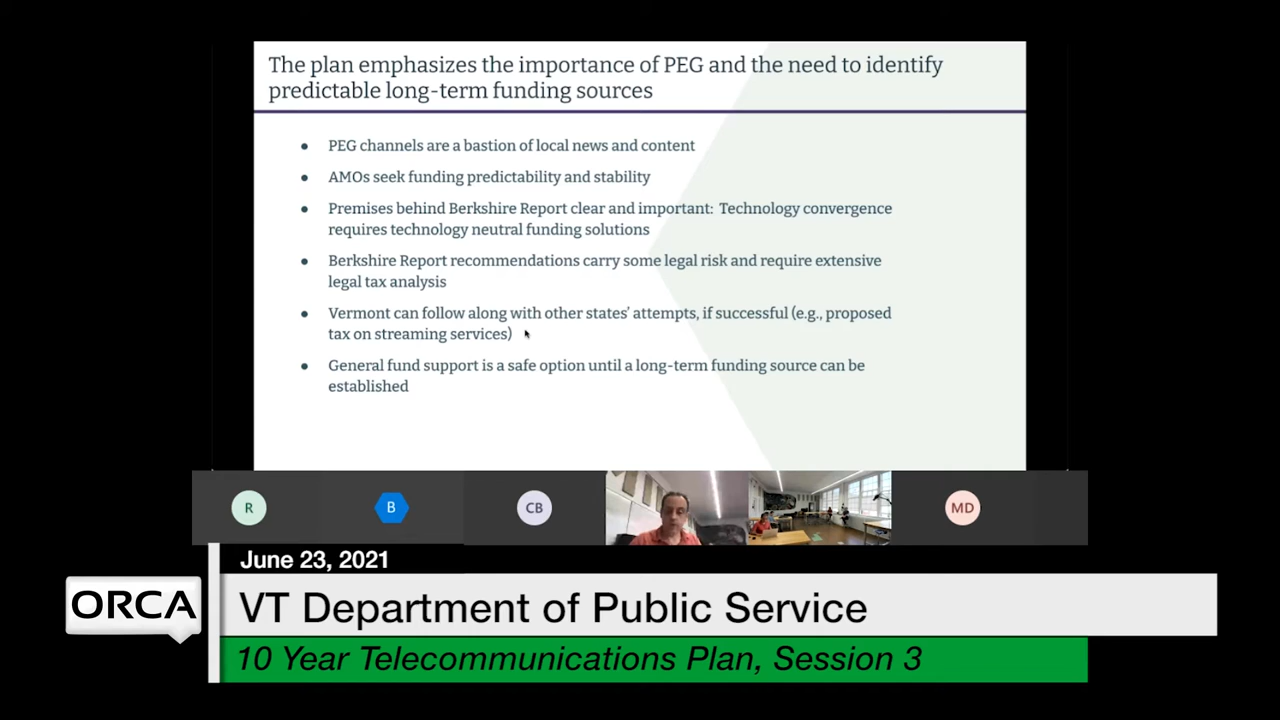 The plan emphasizes the importance of PEG and the need to identify
predictable long-term funding sources
● PEG channels are a bastion of local news and content
● AMOs seek funding predictability and stability
● Premises behind Berkshire Report clear and important: Technology convergence
requires technology neutral funding solutions
● Berkshire Report recommendations carry some legal risk and require extensive
legal tax analysis
● Vermont can follow along with other states' attempts, if successful (e.g., proposed
tax on streaming services)
● General fund support is a safe option until a long-term funding source can be
established
R
B
CB
MD
June 23, 2021
ORCA
VT Department of Public Service
10 Year Telecommunications Plan, Session 3